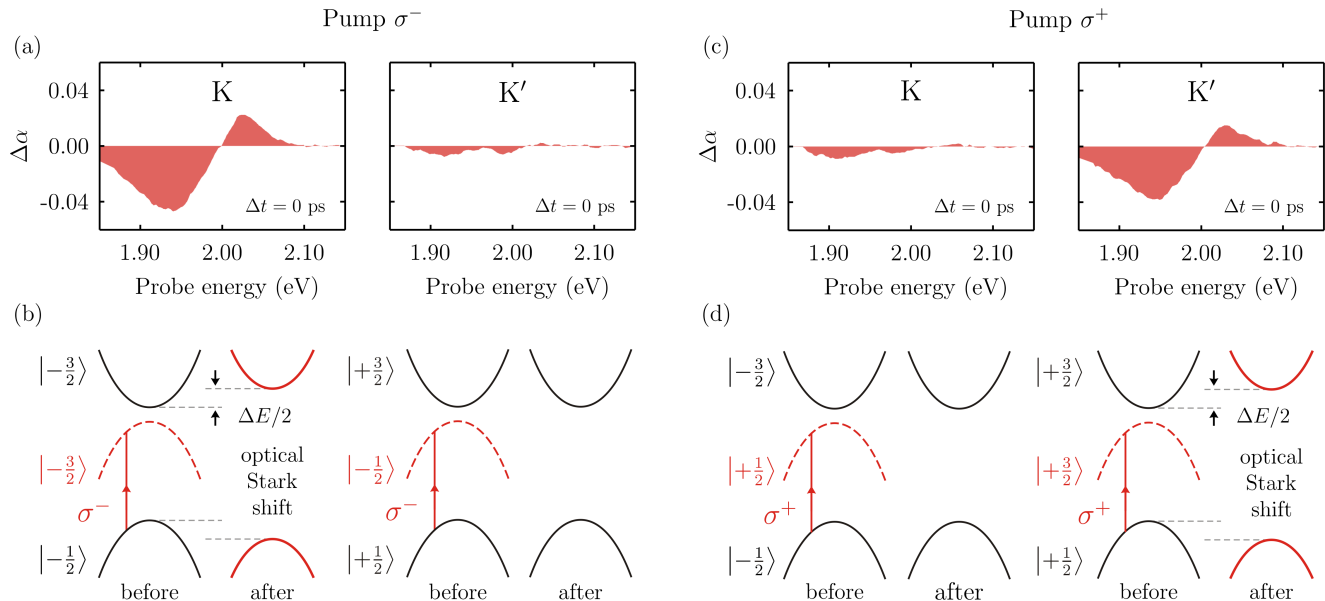 Pump σ⁻
Pump σ⁺
(a)
K
K′
Δα
0.04
0.00
-0.04
Δt = 0 ps
Δt = 0 ps
1.90 2.00 2.10
1.90 2.00 2.10
Probe energy (eV)
Probe energy (eV)
(c)
K
K′
Δα
0.04
0.00
-0.04
Δt = 0 ps
Δt = 0 ps
1.90 2.00 2.10
1.90 2.00 2.10
Probe energy (eV)
Probe energy (eV)
(b)
|−3/2⟩
|+3/2⟩
ΔE/2
|−3/2⟩
|−1/2⟩
optical
Stark
shift
σ⁻
σ⁻
|−1/2⟩
|+1/2⟩
before after before after
(d)
|−3/2⟩
|+3/2⟩
ΔE/2
|+1/2⟩
|+3/2⟩
optical
Stark
shift
σ⁺
σ⁺
|−1/2⟩
|+1/2⟩
before after before after